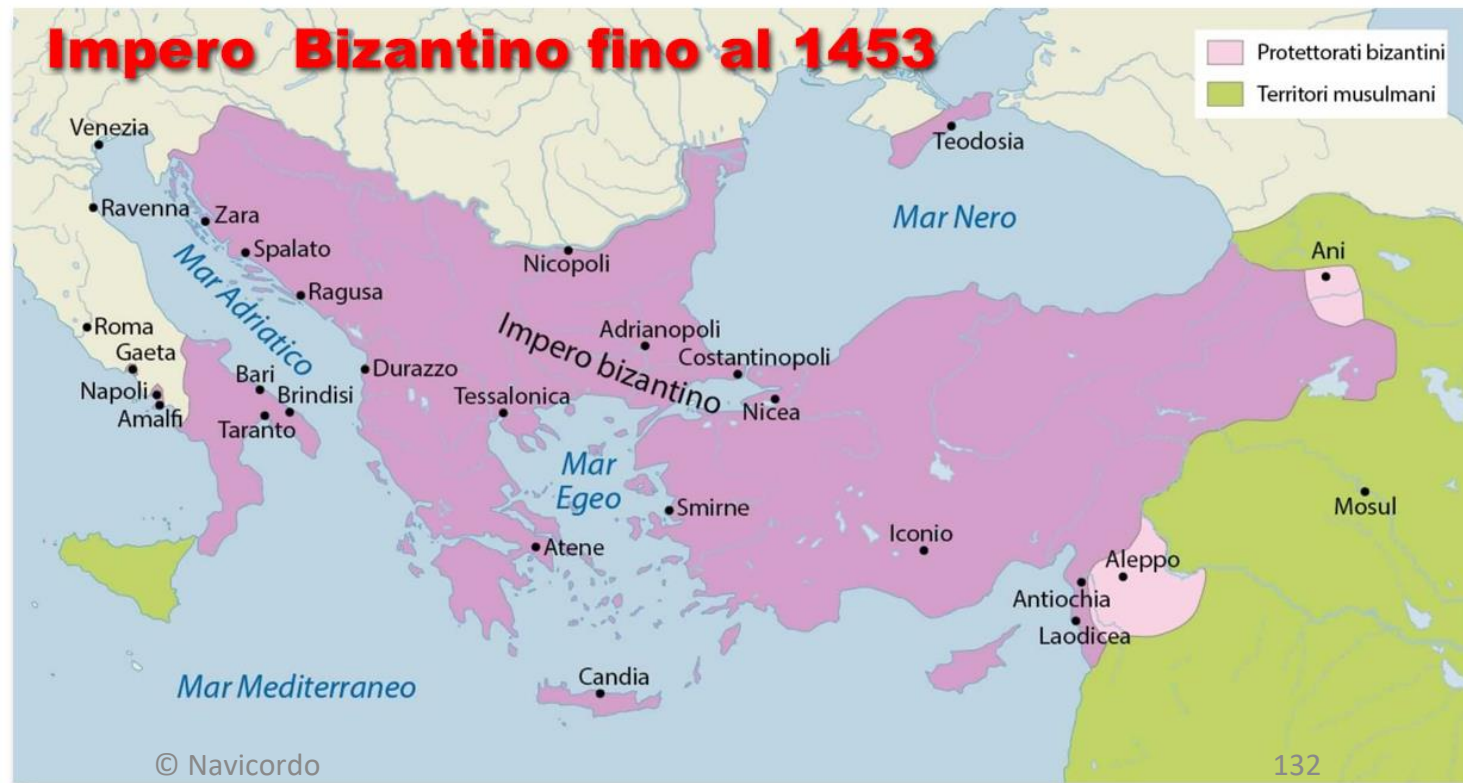 Impero Bizantino fino al 1453
Protettorati bizantini
Territori musulmani
Venezia
Teodosia
Ravenna
Zara
Mar Nero
Spalato
Nicopoli
Ani
Mar Adriatico
Ragusa
Roma
Adrianopoli
Impero bizantino
Gaeta
Costantinopoli
Durazzo
Bari
Napoli
Brindisi
Tessalonica
Nicea
Amalfi
Taranto
Mar
Egeo
Mosul
Smirne
Iconio
Atene
Aleppo
Antiochia
Laodicea
Candia
Mar Mediterraneo
© Navicordo
132